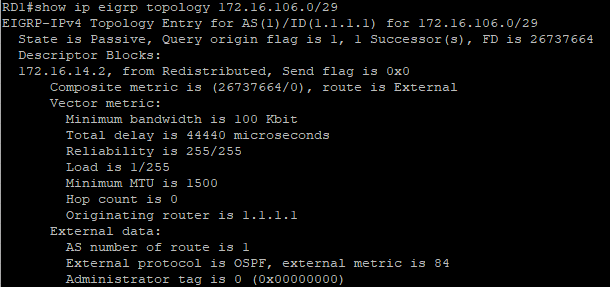 RD1#show ip eigrp topology 172.16.106.0/29
EIGRP-IPv4 Topology Entry for AS(1)/ID(1.1.1.1) for 172.16.106.0/29
State is Passive, Query origin flag is 1, 1 Successor(s), FD is 26737664
Descriptor Blocks:
172.16.14.2, from Redistributed, Send flag is 0x0
Composite metric is (26737664/0), route is External
Vector metric:
Minimum bandwidth is 100 Kbit
Total delay is 44440 microseconds
Reliability is 255/255
Load is 1/255
Minimum MTU is 1500
Hop count is 0
Originating router is 1.1.1.1
External data:
AS number of route is 1
External protocol is OSPF, external metric is 84
Administrator tag is 0 (0x00000000)